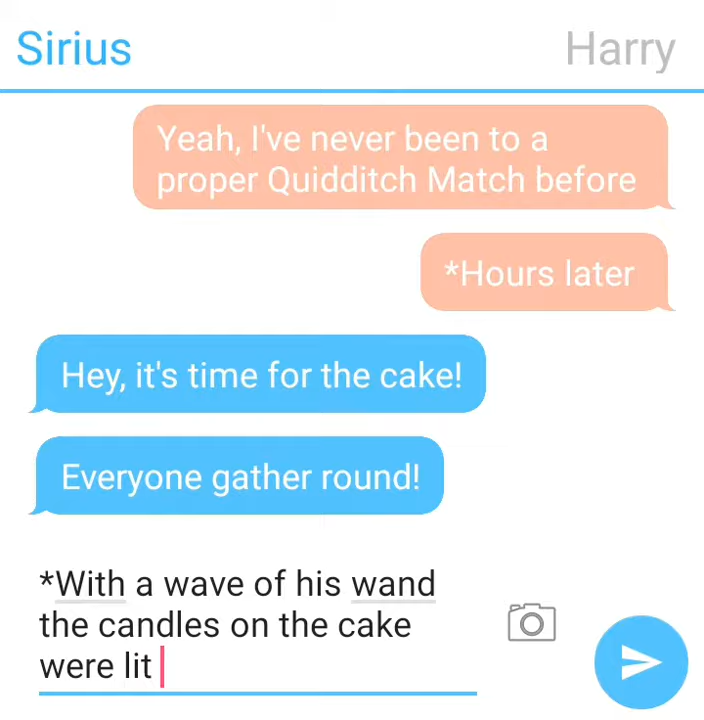 Sirius
Harry
Yeah, I've never been to a
proper Quidditch Match before
*Hours later
Hey, it's time for the cake!
Everyone gather round!
*With a wave of his wand
the candles on the cake
were lit